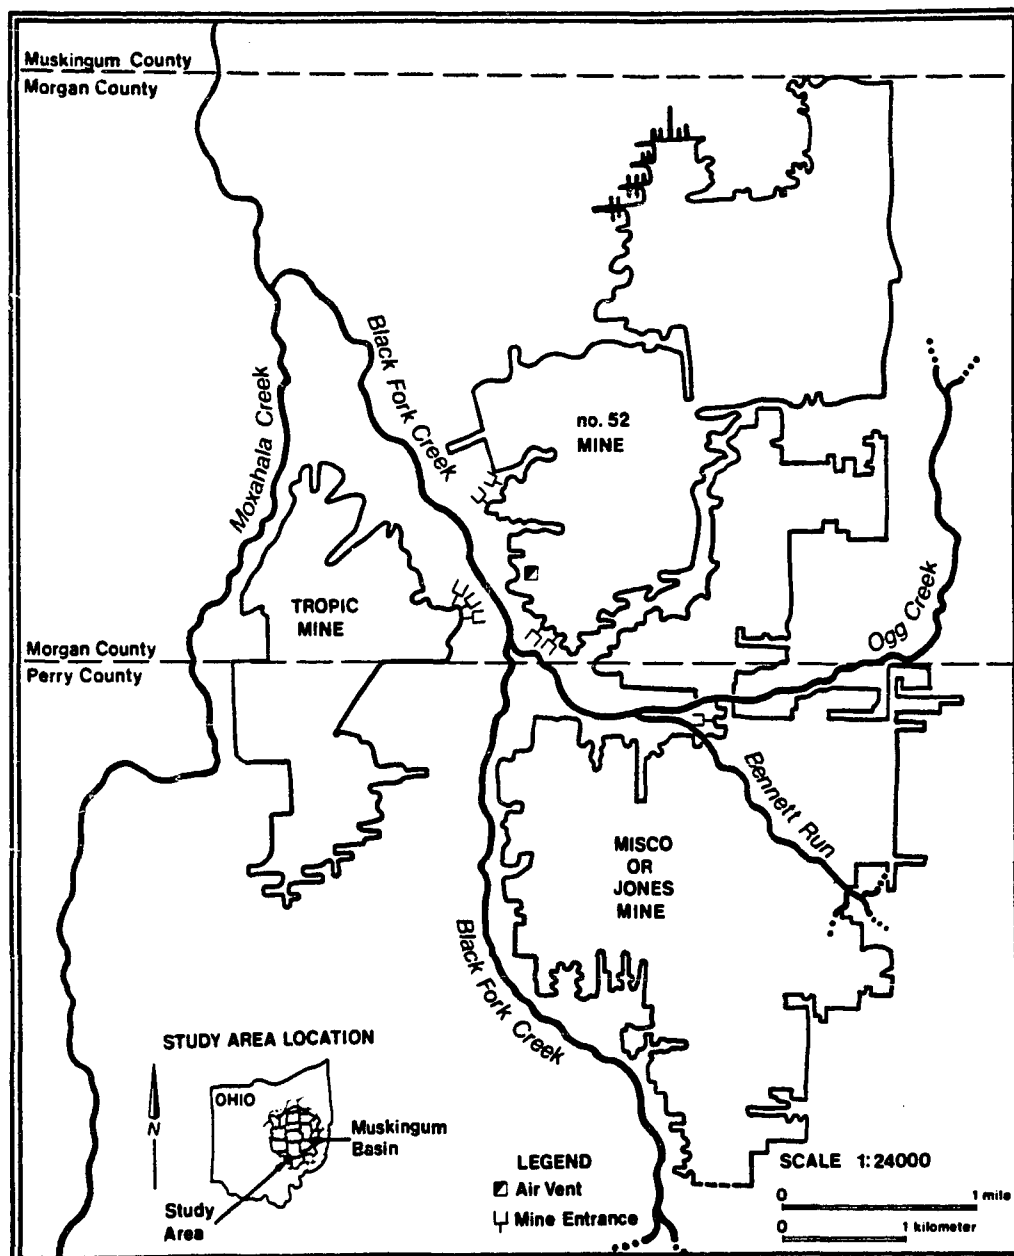 Muskingum County
Morgan County
Black Fork Creek
Moxahala Creek
no. 52
MINE
TROPIC
MINE
Ogg Creek
Morgan County
Perry County
Bennett Run
MISCO
OR
JONES
MINE
Black Fork Creek
STUDY AREA LOCATION
N
OHIO
Muskingum
Basin
Study
Area
LEGEND
Air Vent
Mine Entrance
SCALE 1:24000
0 1 mile
0 1 kilometer